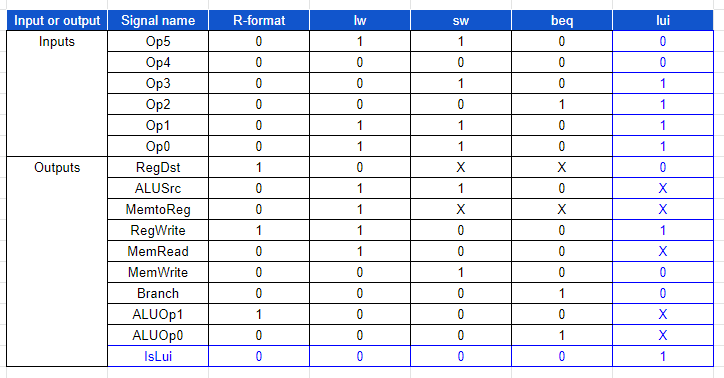 Input or output Signal name R-format lw sw beq lui
Inputs Op5 0 1 1 0 0
Op4 0 0 0 0 0
Op3 0 0 1 0 1
Op2 0 0 0 1 1
Op1 0 1 1 0 1
Op0 0 1 1 0 1
Outputs RegDst 1 0 X X 0
ALUSrc 0 1 1 0 X
MemtoReg 0 1 X X X
RegWrite 1 1 0 0 1
MemRead 0 1 0 0 X
MemWrite 0 0 1 0 0
Branch 0 0 0 1 0
ALUOp1 1 0 0 0 X
ALUOp0 0 0 0 1 X
IsLui 0 0 0 0 1